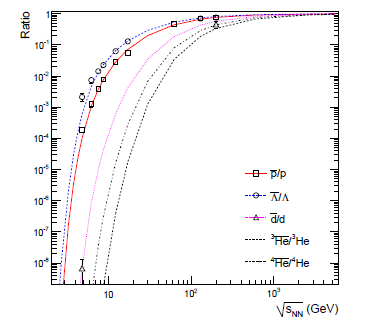 Ratio
1
10⁻¹
10⁻²
10⁻³
10⁻⁴
10⁻⁵
10⁻⁶
10⁻⁷
10⁻⁸
p̅/p
Λ̅/Λ
d̅/d
³H̅e̅/³He
⁴H̅e̅/⁴He
10
10²
10³
√s_NN (GeV)